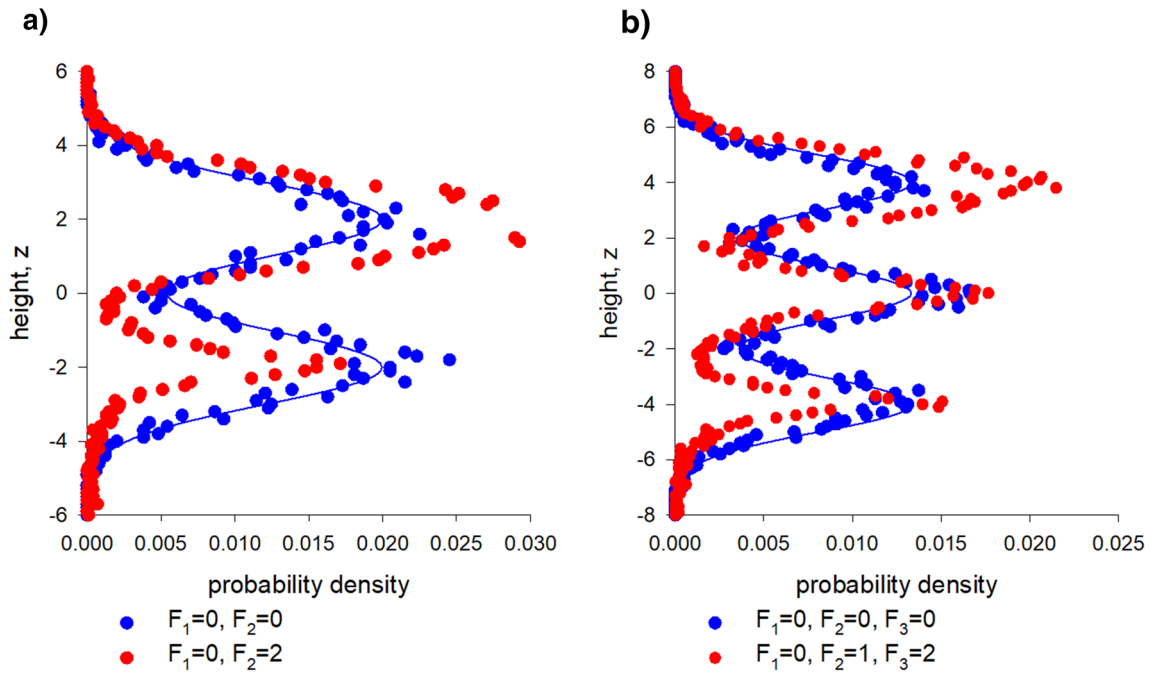 a)
b)
6
4
2
0
-2
-4
-6
height, z
0.000 0.005 0.010 0.015 0.020 0.025 0.030
probability density
F₁=0, F₂=0
F₁=0, F₂=2
8
6
4
2
0
-2
-4
-6
-8
height, z
0.000 0.005 0.010 0.015 0.020 0.025
probability density
F₁=0, F₂=0, F₃=0
F₁=0, F₂=1, F₃=2